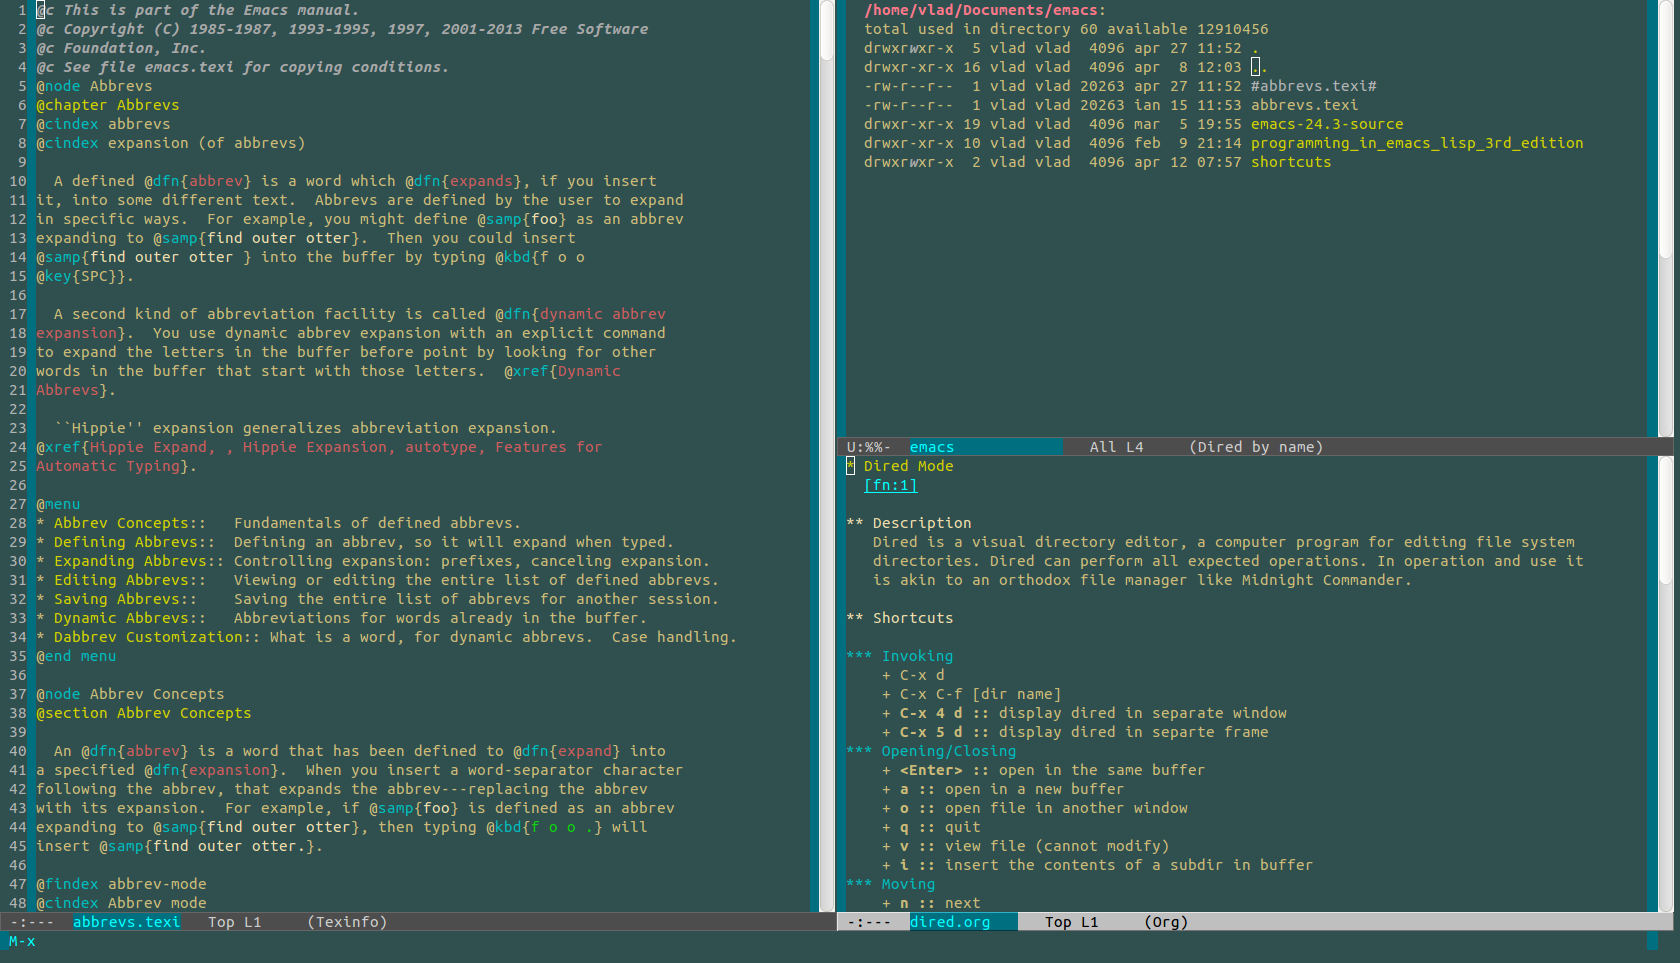 1 @c This is part of the Emacs manual.
2 @c Copyright (C) 1985-1987, 1993-1995, 1997, 2001-2013 Free Software
3 @c Foundation, Inc.
4 @c See file emacs.texi for copying conditions.
5 @node Abbrevs
6 @chapter Abbrevs
7 @cindex abbrevs
8 @cindex expansion (of abbrevs)
9
10   A defined @dfn{abbrev} is a word which @dfn{expands}, if you insert
11 it, into some different text.  Abbrevs are defined by the user to expand
12 in specific ways.  For example, you might define @samp{foo} as an abbrev
13 expanding to @samp{find outer otter}.  Then you could insert
14 @samp{find outer otter } into the buffer by typing @kbd{f o o
15 @key{SPC}}.
16
17   A second kind of abbreviation facility is called @dfn{dynamic abbrev
18 expansion}.  You use dynamic abbrev expansion with an explicit command
19 to expand the letters in the buffer before point by looking for other
20 words in the buffer that start with those letters.  @xref{Dynamic
21 Abbrevs}.
22
23   ``Hippie'' expansion generalizes abbreviation expansion.
24 @xref{Hippie Expand, , Hippie Expansion, autotype, Features for
25 Automatic Typing}.
26
27 @menu
28 * Abbrev Concepts::   Fundamentals of defined abbrevs.
29 * Defining Abbrevs::  Defining an abbrev, so it will expand when typed.
30 * Expanding Abbrevs:: Controlling expansion: prefixes, canceling expansion.
31 * Editing Abbrevs::   Viewing or editing the entire list of defined abbrevs.
32 * Saving Abbrevs::    Saving the entire list of abbrevs for another session.
33 * Dynamic Abbrevs::   Abbreviations for words already in the buffer.
34 * Dabbrev Customization:: What is a word, for dynamic abbrevs.  Case handling.
35 @end menu
36
37 @node Abbrev Concepts
38 @section Abbrev Concepts
39
40   An @dfn{abbrev} is a word that has been defined to @dfn{expand} into
41 a specified @dfn{expansion}.  When you insert a word-separator character
42 following the abbrev, that expands the abbrev---replacing the abbrev
43 with its expansion.  For example, if @samp{foo} is defined as an abbrev
44 expanding to @samp{find outer otter}, then typing @kbd{f o o .} will
45 insert @samp{find outer otter.}.
46
47 @findex abbrev-mode
48 @cindex Abbrev mode
-:---  abbrevs.texi   Top L1     (Texinfo)
M-x
/home/vlad/Documents/emacs:
total used in directory 60 available 12910456
drwxrwxr-x  5 vlad vlad  4096 apr 27 11:52 .
drwxr-xr-x 16 vlad vlad  4096 apr  8 12:03 ..
-rw-r--r--  1 vlad vlad 20263 apr 27 11:52 #abbrevs.texi#
-rw-r--r--  1 vlad vlad 20263 ian 15 11:53 abbrevs.texi
drwxr-xr-x 19 vlad vlad  4096 mar  5 19:55 emacs-24.3-source
drwxr-xr-x 10 vlad vlad  4096 feb  9 21:14 programming_in_emacs_lisp_3rd_edition
drwxrwxr-x  2 vlad vlad  4096 apr 12 07:57 shortcuts
U:%%-  emacs               All L4     (Dired by name)
* Dired Mode
  [fn:1]
** Description
   Dired is a visual directory editor, a computer program for editing file system
   directories. Dired can perform all expected operations. In operation and use it
   is akin to an orthodox file manager like Midnight Commander.
** Shortcuts
*** Invoking
    + C-x d
    + C-x C-f [dir name]
    + C-x 4 d :: display dired in separate window
    + C-x 5 d :: display dired in separte frame
*** Opening/Closing
    + <Enter> :: open in the same buffer
    + a :: open in a new buffer
    + o :: open file in another window
    + q :: quit
    + v :: view file (cannot modify)
    + i :: insert the contents of a subdir in buffer
*** Moving
    + n :: next
-:---  dired.org      Top L1     (Org)